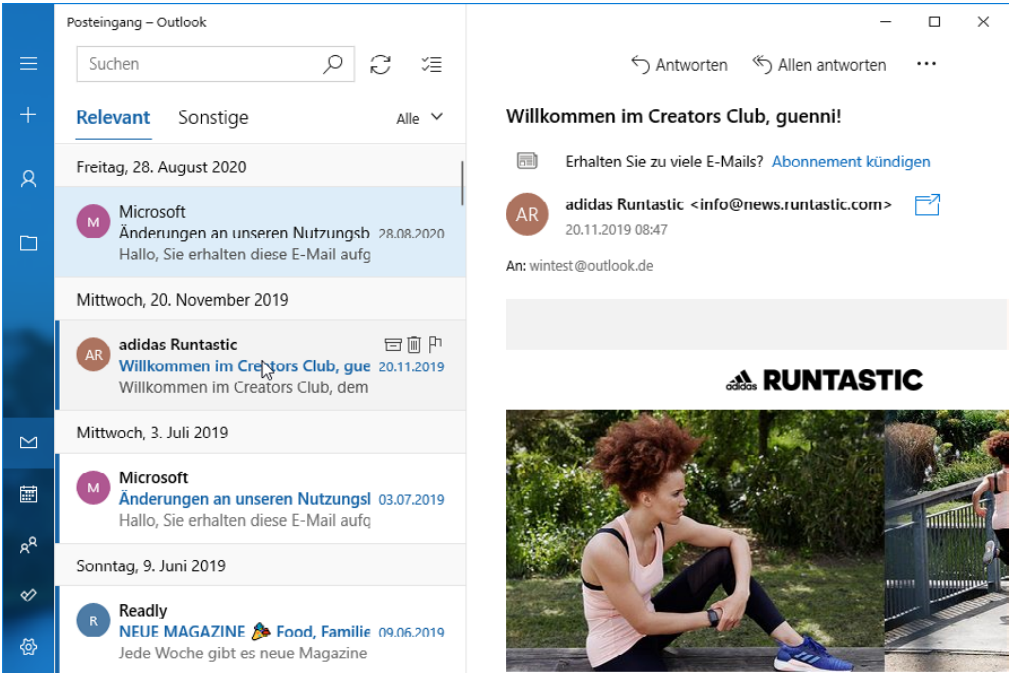 Posteingang – Outlook
Suchen
Relevant Sonstige Alle
Freitag, 28. August 2020
M
Microsoft
Änderungen an unseren Nutzungsb 28.08.2020
Hallo, Sie erhalten diese E-Mail aufg
Mittwoch, 20. November 2019
AR
adidas Runtastic
Willkommen im Creators Club, gue 20.11.2019
Willkommen im Creators Club, dem
Mittwoch, 3. Juli 2019
M
Microsoft
Änderungen an unseren Nutzungsl 03.07.2019
Hallo, Sie erhalten diese E-Mail aufg
Sonntag, 9. Juni 2019
R
Readly
NEUE MAGAZINE 🎉 Food, Familie 09.06.2019
Jede Woche gibt es neue Magazine
Antworten Allen antworten
Willkommen im Creators Club, guenni!
Erhalten Sie zu viele E-Mails? Abonnement kündigen
AR
adidas Runtastic <info@news.runtastic.com>
20.11.2019 08:47
An: wintest@outlook.de
adidas RUNTASTIC